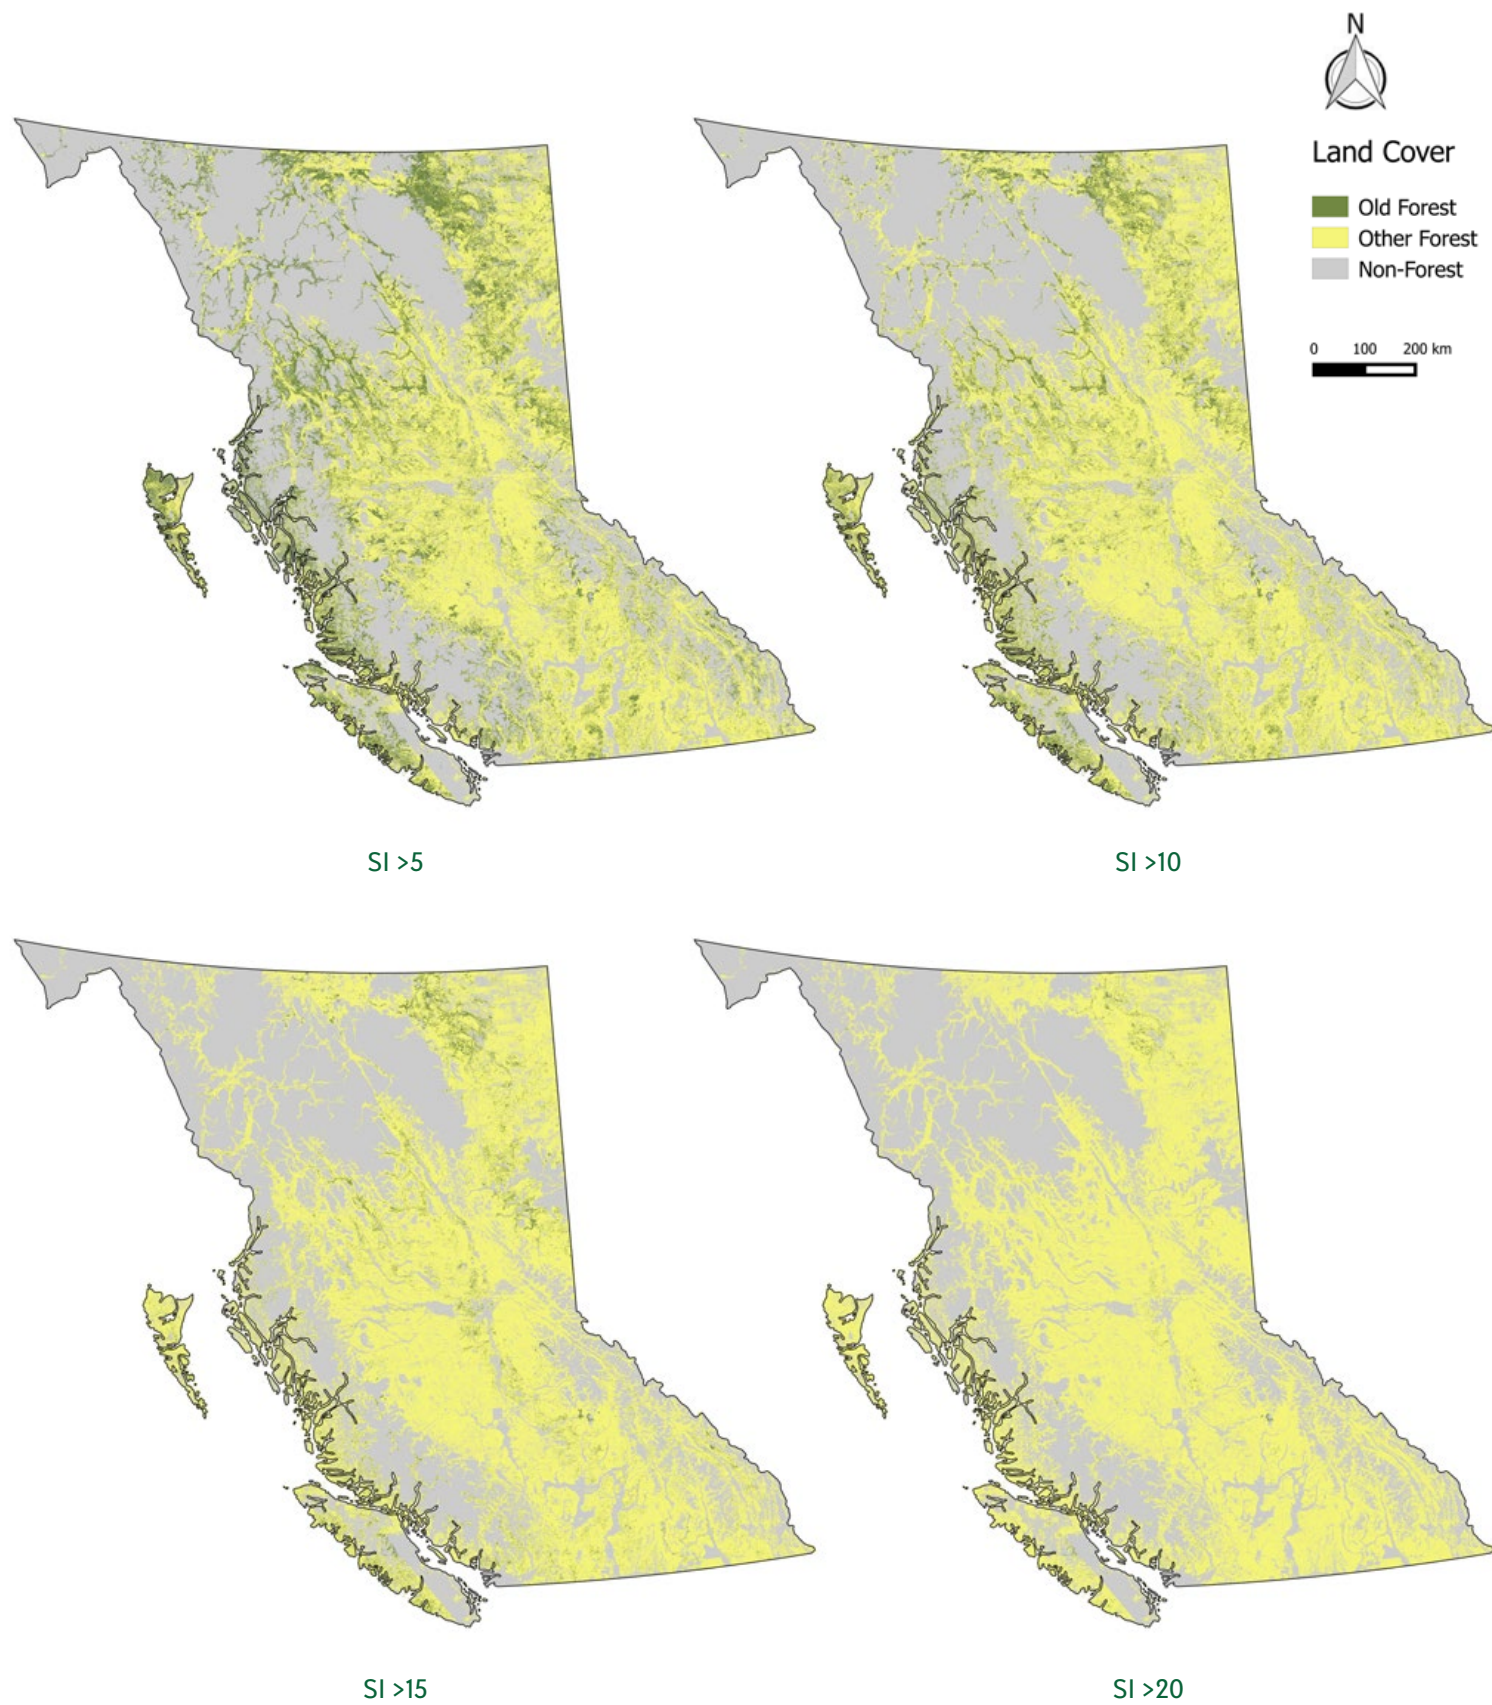 N
Land Cover
Old Forest
Other Forest
Non-Forest
0 100 200 km
SI >5
SI >10
SI >15
SI >20